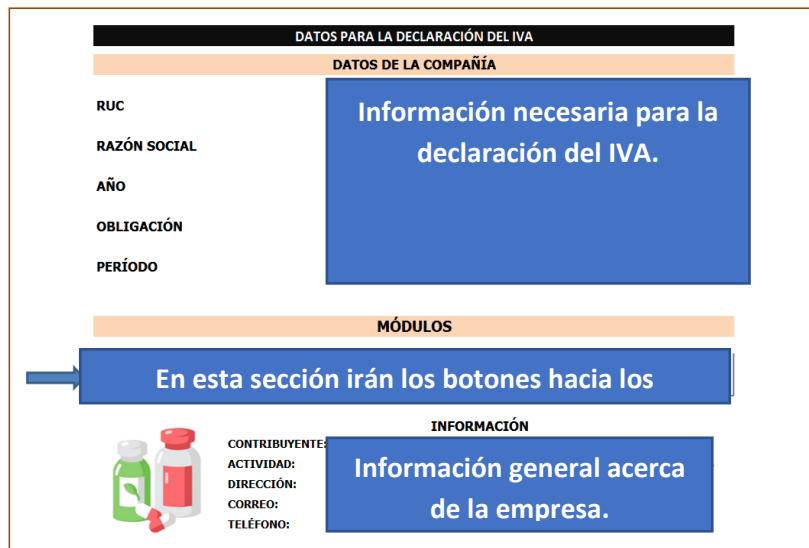 DATOS PARA LA DECLARACIÓN DEL IVA
DATOS DE LA COMPAÑÍA
RUC
RAZÓN SOCIAL
AÑO
OBLIGACIÓN
PERÍODO
Información necesaria para la
declaración del IVA.
MÓDULOS
En esta sección irán los botones hacia los
INFORMACIÓN
CONTRIBUYENTE:
ACTIVIDAD:
DIRECCIÓN:
CORREO:
TELÉFONO:
Información general acerca
de la empresa.